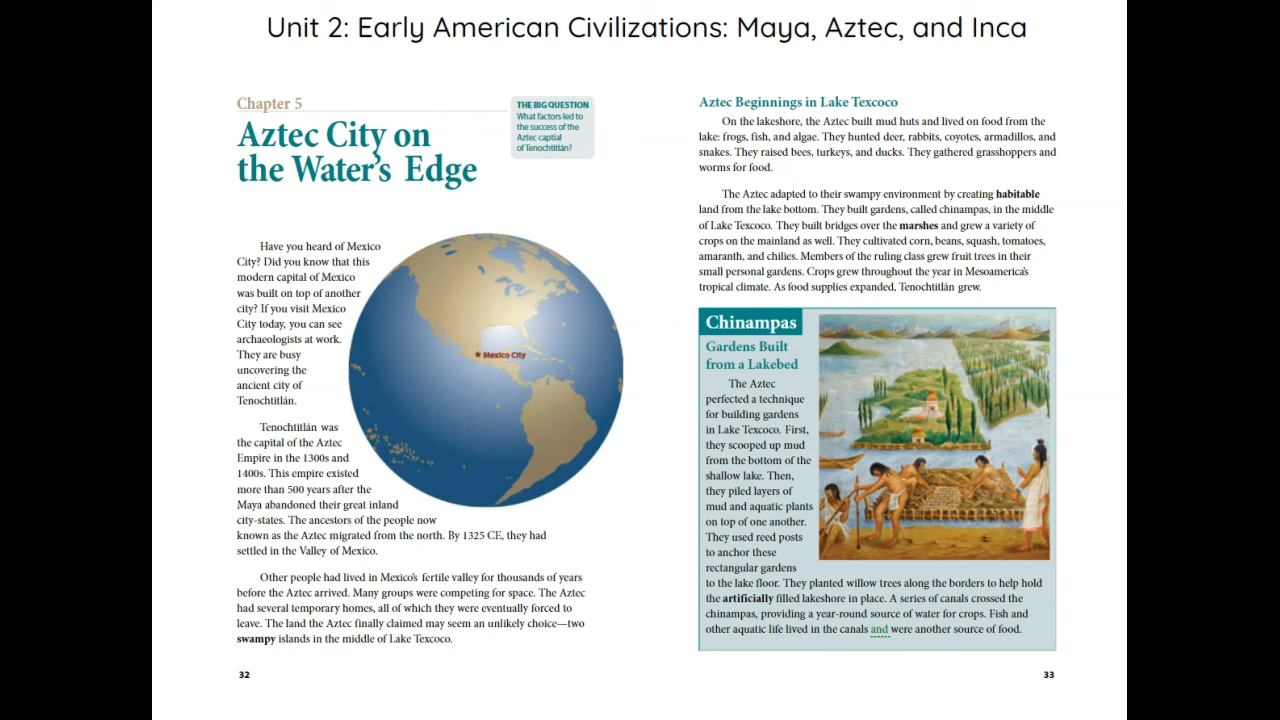 Unit 2: Early American Civilizations: Maya, Aztec, and Inca
Chapter 5
Aztec City on
the Water's Edge
THE BIG QUESTION
What factors led to
the success of the
Aztec captial
of Tenochtitlán?
Have you heard of Mexico
City? Did you know that this
modern capital of Mexico
was built on top of another
city? If you visit Mexico
City today, you can see
archaeologists at work.
They are busy
uncovering the
ancient city of
Tenochtitlán.
★ Mexico City
Tenochtitlán was
the capital of the Aztec
Empire in the 1300s and
1400s. This empire existed
more than 500 years after the
Maya abandoned their great inland
city-states. The ancestors of the people now
known as the Aztec migrated from the north. By 1325 CE, they had
settled in the Valley of Mexico.
Other people had lived in Mexico's fertile valley for thousands of years
before the Aztec arrived. Many groups were competing for space. The Aztec
had several temporary homes, all of which they were eventually forced to
leave. The land the Aztec finally claimed may seem an unlikely choice—two
swampy islands in the middle of Lake Texcoco.
32
Aztec Beginnings in Lake Texcoco
On the lakeshore, the Aztec built mud huts and lived on food from the
lake: frogs, fish, and algae. They hunted deer, rabbits, coyotes, armadillos, and
snakes. They raised bees, turkeys, and ducks. They gathered grasshoppers and
worms for food.
The Aztec adapted to their swampy environment by creating habitable
land from the lake bottom. They built gardens, called chinampas, in the middle
of Lake Texcoco. They built bridges over the marshes and grew a variety of
crops on the mainland as well. They cultivated corn, beans, squash, tomatoes,
amaranth, and chilies. Members of the ruling class grew fruit trees in their
small personal gardens. Crops grew throughout the year in Mesoamerica's
tropical climate. As food supplies expanded, Tenochtitlán grew.
Chinampas
Gardens Built
from a Lakebed
The Aztec
perfected a technique
for building gardens
in Lake Texcoco. First,
they scooped up mud
from the bottom of the
shallow lake. Then,
they piled layers of
mud and aquatic plants
on top of one another.
They used reed posts
to anchor these
rectangular gardens
to the lake floor. They planted willow trees along the borders to help hold
the artificially filled lakeshore in place. A series of canals crossed the
chinampas, providing a year-round source of water for crops. Fish and
other aquatic life lived in the canals and were another source of food.
33